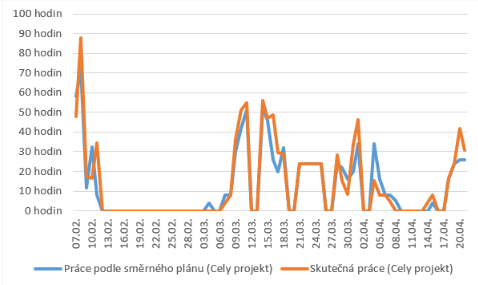 100 hodin
90 hodin
80 hodin
70 hodin
60 hodin
50 hodin
40 hodin
30 hodin
20 hodin
10 hodin
0 hodin
07.02.
10.02.
13.02.
16.02.
19.02.
22.02.
25.02.
28.02.
03.03.
06.03.
09.03.
12.03.
15.03.
18.03.
21.03.
24.03.
27.03.
30.03.
02.04.
05.04.
08.04.
11.04.
14.04.
17.04.
20.04.
Práce podle směrného plánu (Cely projekt)
Skutečná práce (Cely projekt)